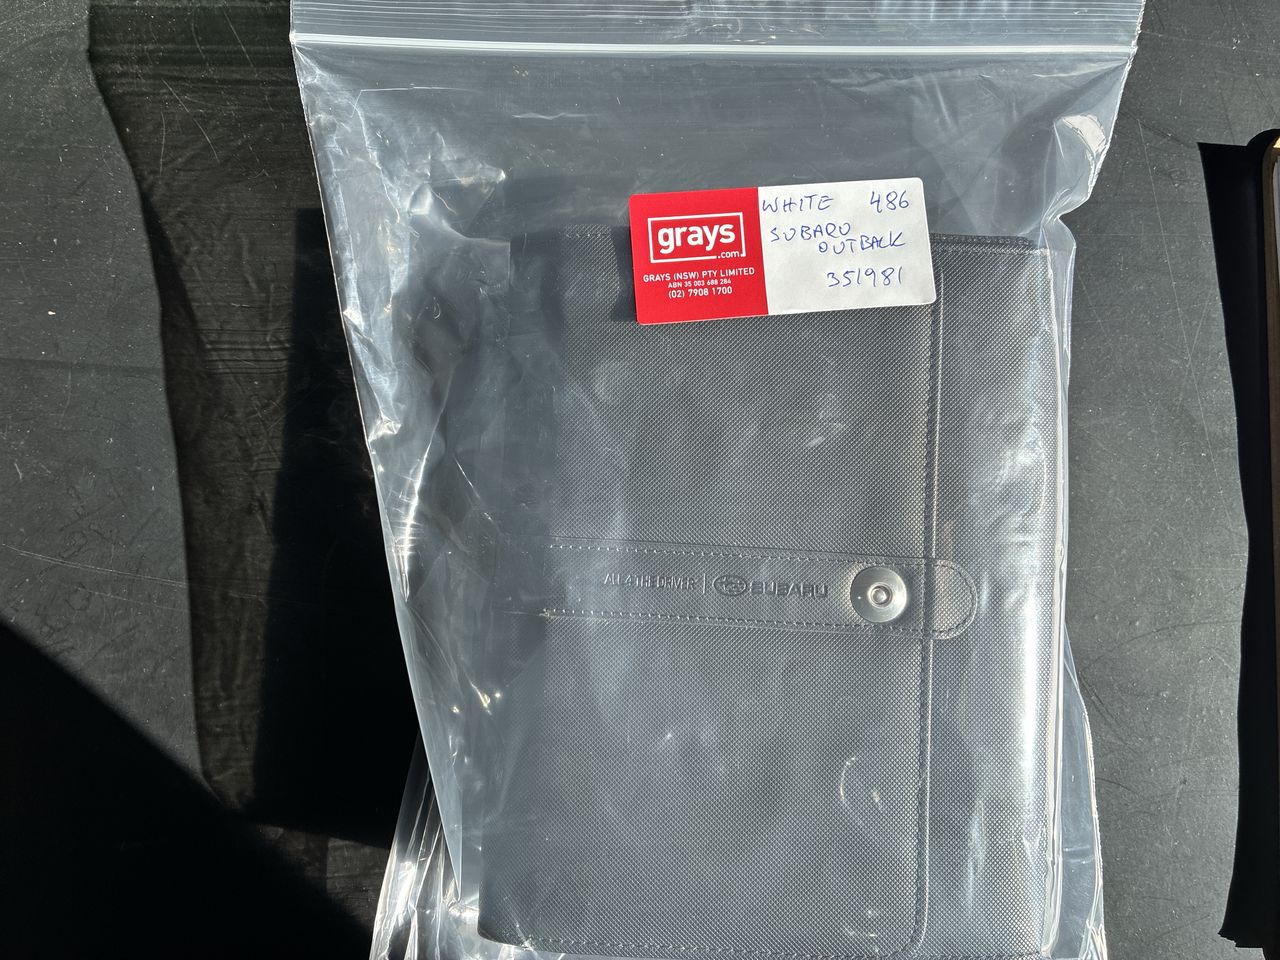 grays
.com
GRAYS (NSW) PTY LIMITED
ABN 35 003 688 284
(02) 7908 1700
WHITE 486
SUBARU
OUTBACK
351981
ALL 4 THE DRIVER | SUBARU